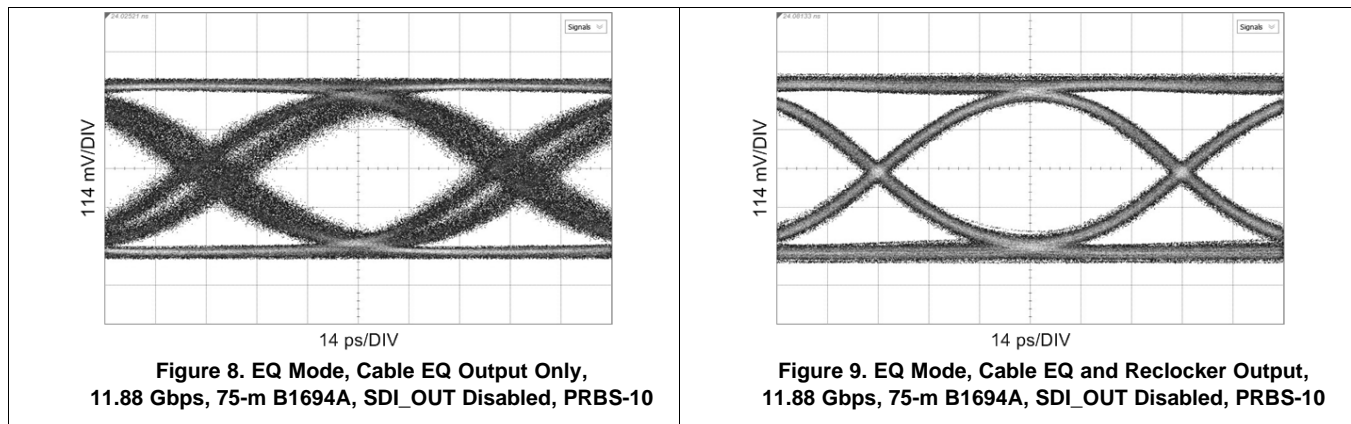 24.02521 ns
Signals
114 mV/DIV
14 ps/DIV
Figure 8. EQ Mode, Cable EQ Output Only,
11.88 Gbps, 75-m B1694A, SDI_OUT Disabled, PRBS-10
24.08133 ns
Signals
114 mV/DIV
14 ps/DIV
Figure 9. EQ Mode, Cable EQ and Reclocker Output,
11.88 Gbps, 75-m B1694A, SDI_OUT Disabled, PRBS-10